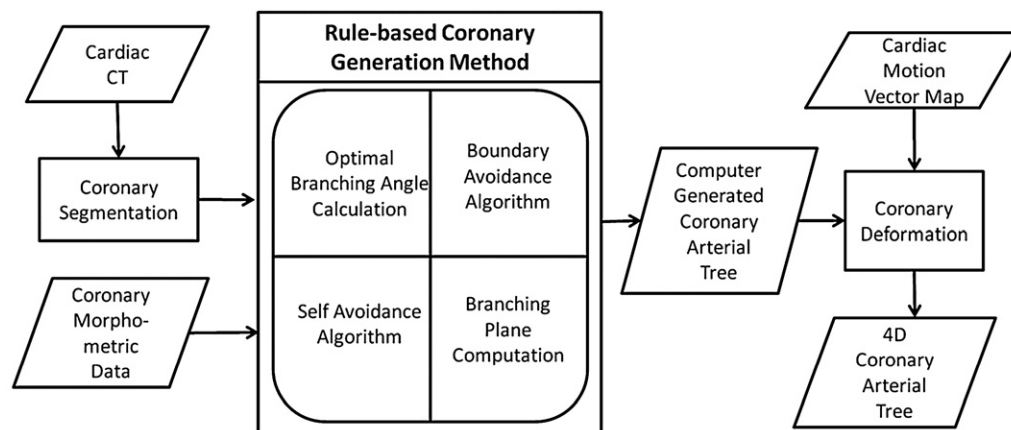 Cardiac
CT
Coronary
Segmentation
Coronary
Morpho-
metric
Data
Rule-based Coronary
Generation Method
Optimal
Branching Angle
Calculation
Boundary
Avoidance
Algorithm
Self Avoidance
Algorithm
Branching
Plane
Computation
Computer
Generated
Coronary
Arterial
Tree
Cardiac
Motion
Vector Map
Coronary
Deformation
4D
Coronary
Arterial
Tree